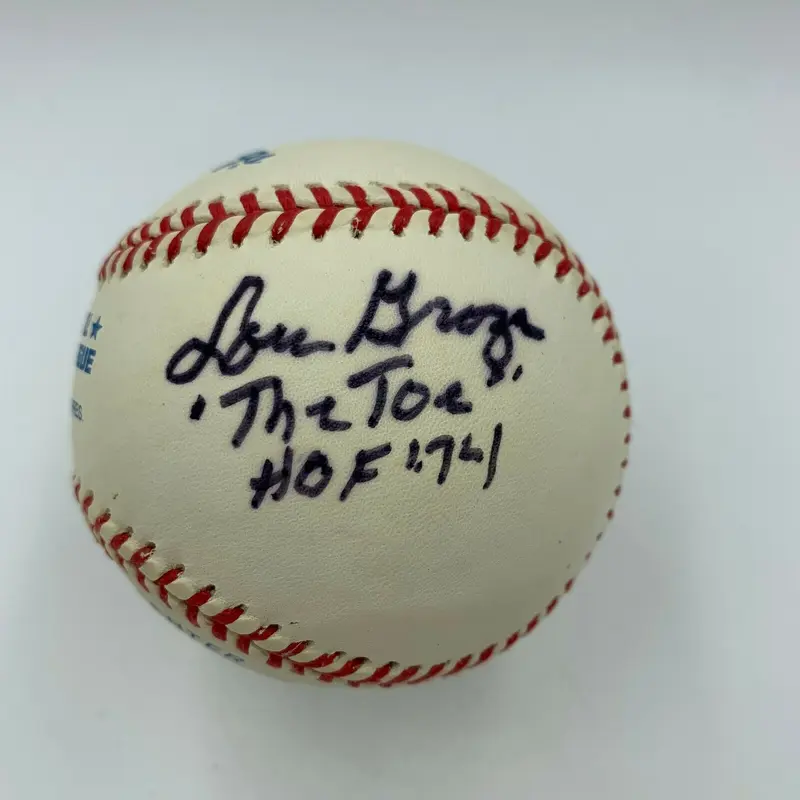 Lou Groza
"The Toe"
HOF '74